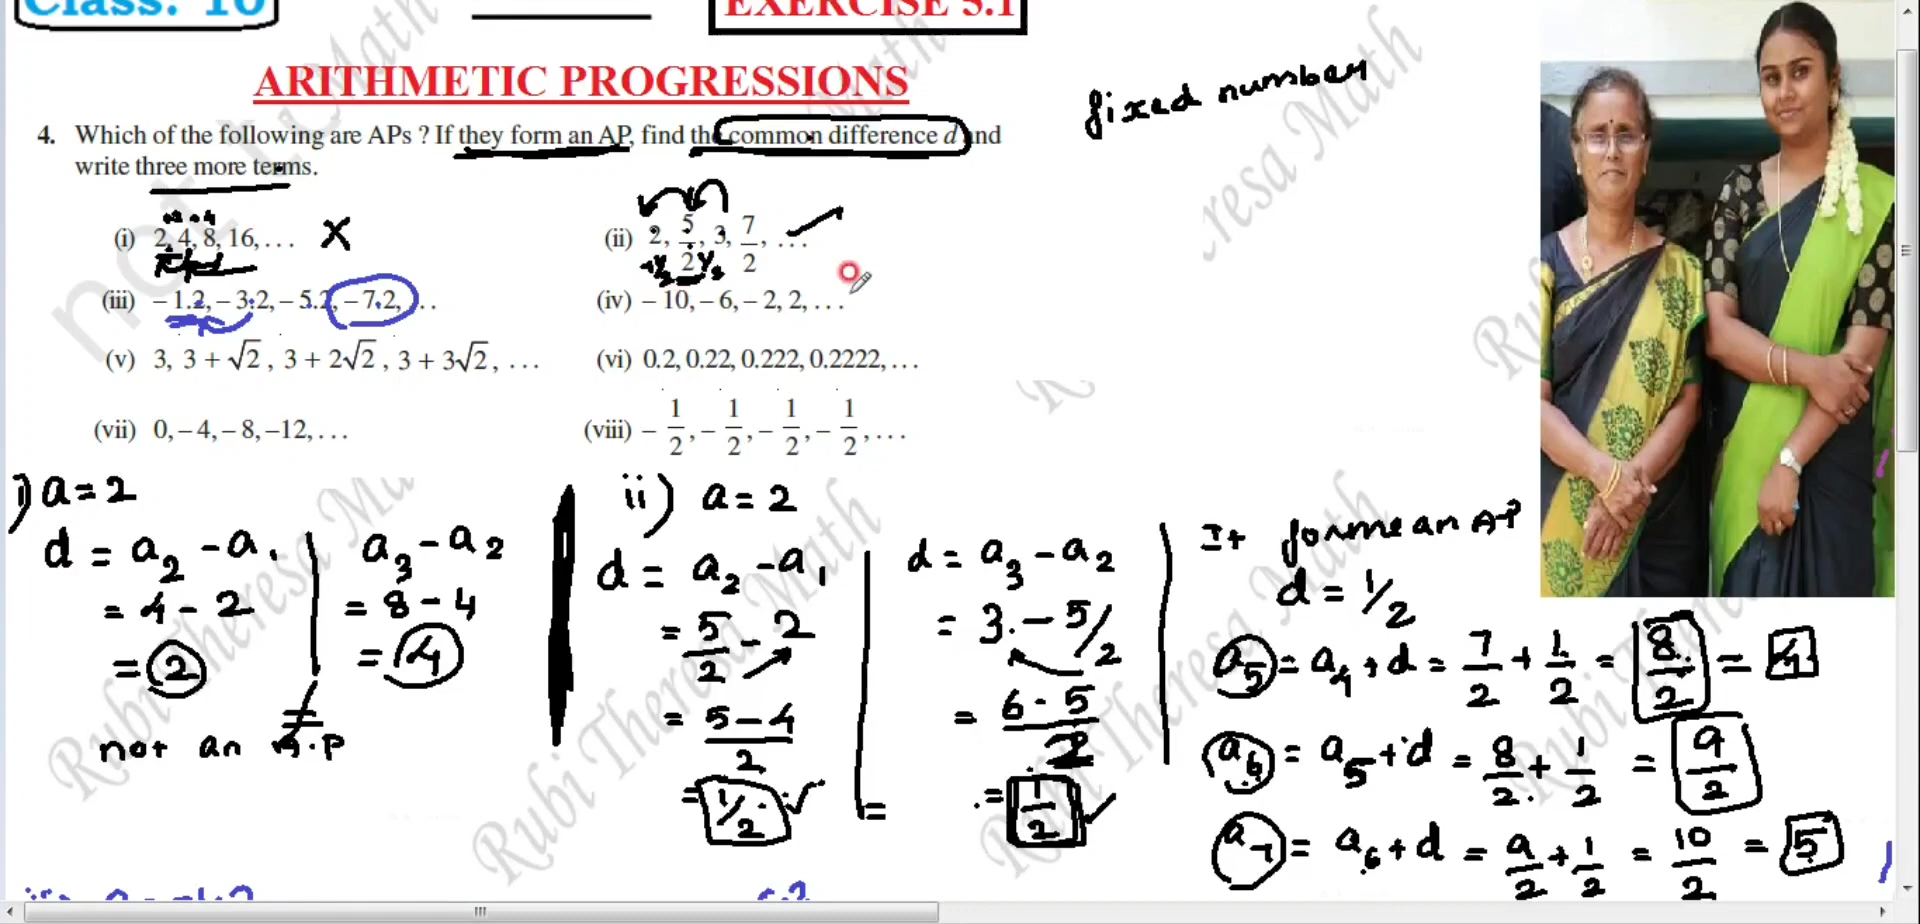 Class: 10
EXERCISE 5.1
ARITHMETIC PROGRESSIONS
fixed number
4. Which of the following are APs ? If they form an AP, find the common difference d and
write three more terms.
(i) 2, 4, 8, 16, . . . X
(ii) 2, 5/2, 3, 7/2, . . .
(iii) – 1.2, – 3.2, – 5.2, – 7.2, . . .
(iv) – 10, – 6, – 2, 2, . . .
(v) 3, 3 + √2, 3 + 2√2, 3 + 3√2, . . .
(vi) 0.2, 0.22, 0.222, 0.2222, . . .
(vii) 0, – 4, – 8, –12, . . .
(viii) – 1/2, – 1/2, – 1/2, – 1/2, . . .
i) a = 2
d = a2 - a1
= 4 - 2
= 2
a3 - a2
= 8 - 4
= 4
≠
not an A.P
ii) a = 2
d = a2 - a1
= 5/2 - 2
= 5-4/2
= 1/2
=
d = a3 - a2
= 3 - 5/2
= 6-5/2
= 1/2
It forme an AP
d = 1/2
a5 = a4 + d = 7/2 + 1/2 = 8/2 = 4
a6 = a5 + d = 8/2 + 1/2 = 9/2
a7 = a6 + d = 9/2 + 1/2 = 10/2 = 5
Rubi Theresa Math
Rubi Theresa Math